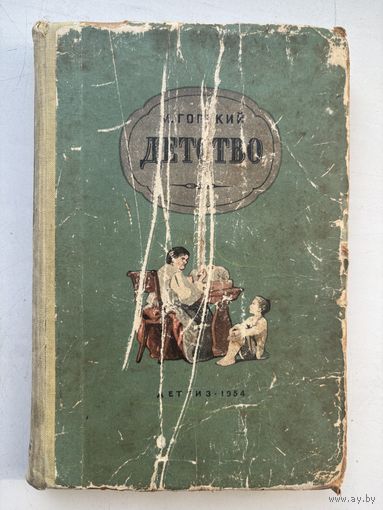 М. ГОРЬКИЙ
ДЕТСТВО
ДЕТГИЗ · 1954
www.ay.by